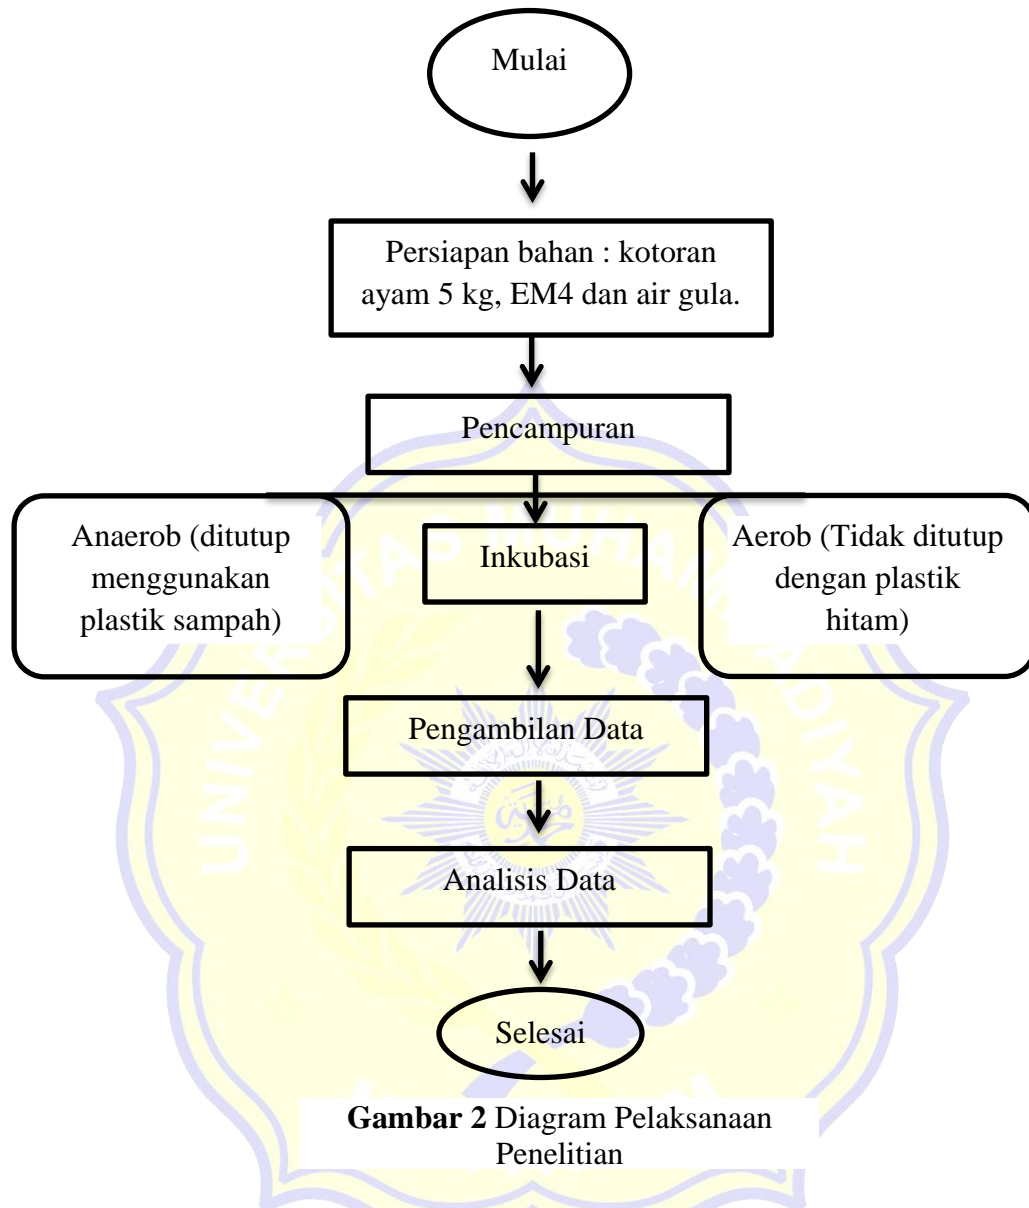 Mulai
Persiapan bahan : kotoran
ayam 5 kg, EM4 dan air gula.
Pencampuran
Anaerob (ditutup
menggunakan
plastik sampah)
Inkubasi
Aerob (Tidak ditutup
dengan plastik
hitam)
Pengambilan Data
Analisis Data
Selesai
Gambar 2 Diagram Pelaksanaan
Penelitian